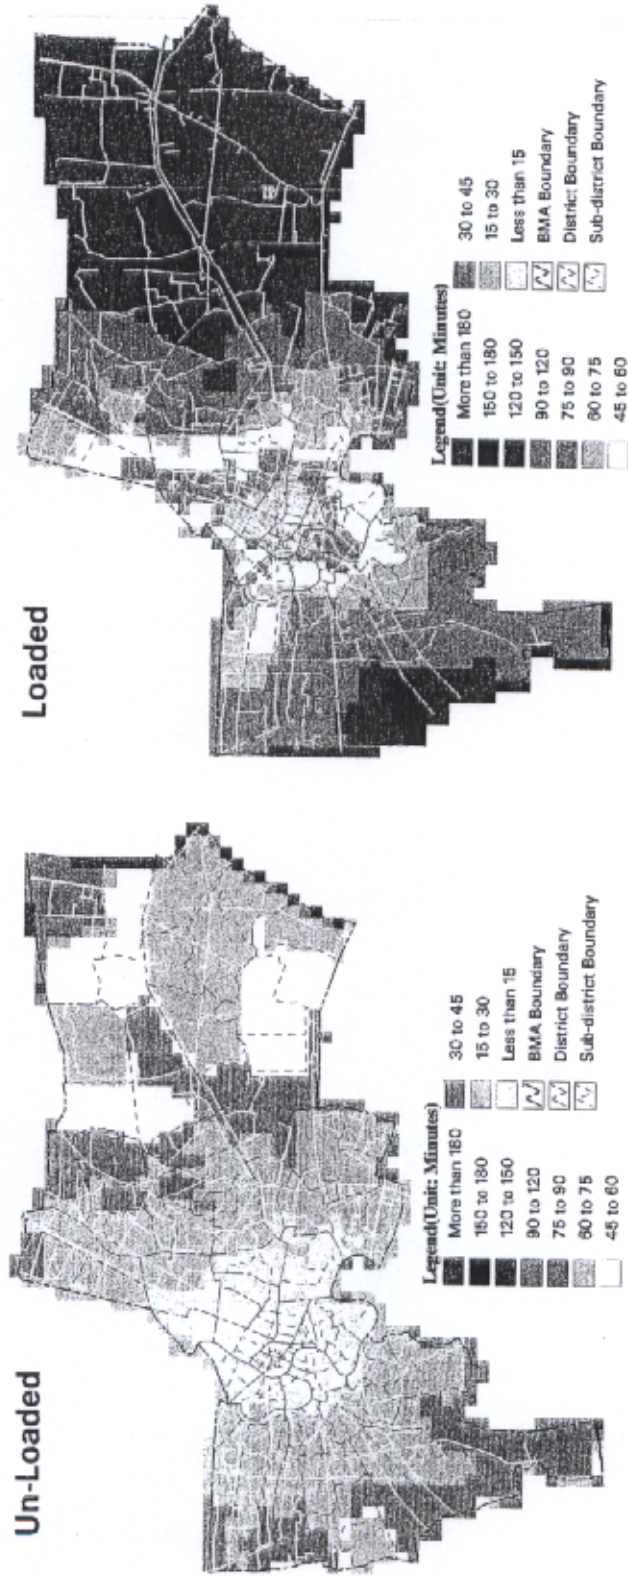 Un-Loaded
Legend(Unit: Minutes)
More than 180
150 to 180
120 to 150
90 to 120
75 to 90
60 to 75
45 to 60
30 to 45
15 to 30
Less than 15
BMA Boundary
District Boundary
Sub-district Boundary
Loaded
Legend(Unit: Minutes)
More than 180
150 to 180
120 to 150
90 to 120
75 to 90
60 to 75
45 to 60
30 to 45
15 to 30
Less than 15
BMA Boundary
District Boundary
Sub-district Boundary